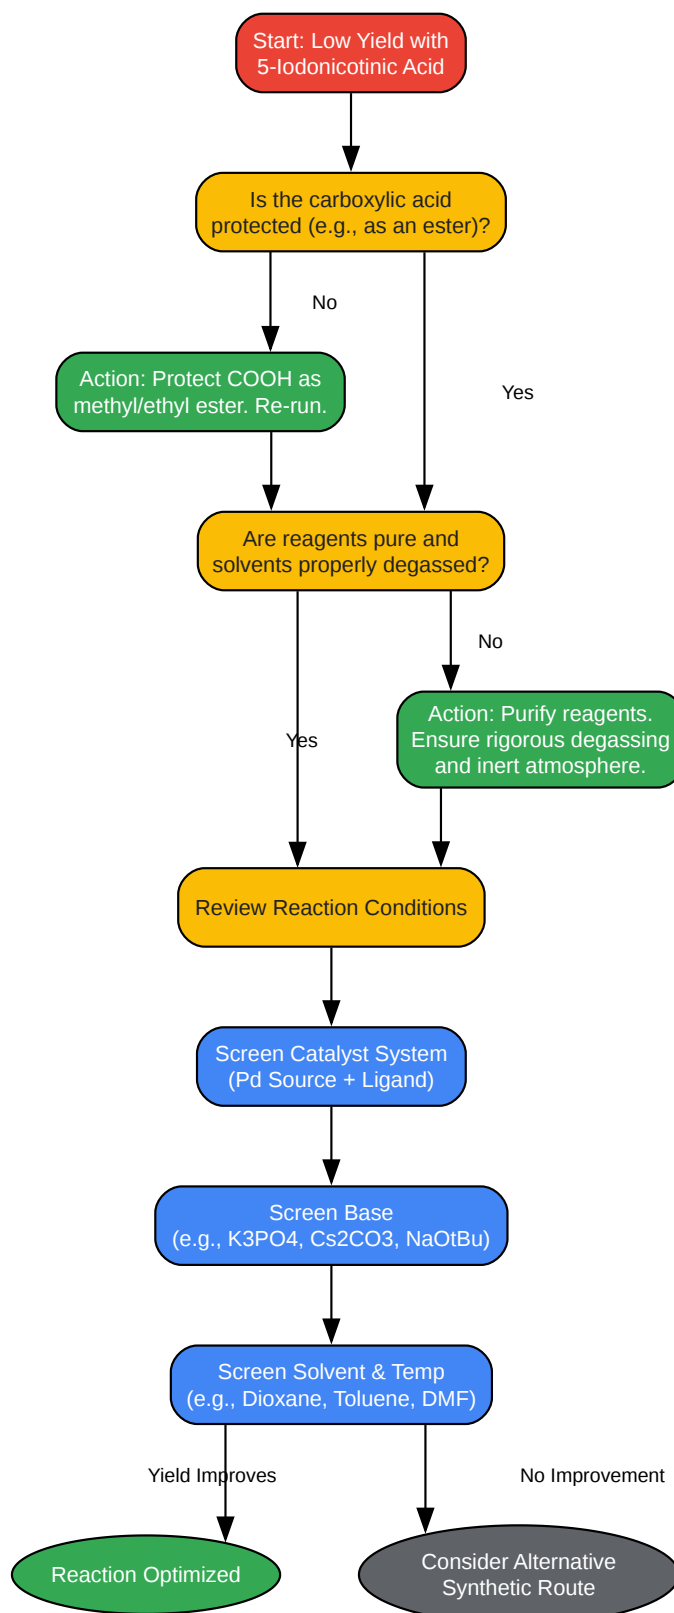 Start: Low Yield with
5-Iodonicotinic Acid
Is the carboxylic acid
protected (e.g., as an ester)?
No
Action: Protect COOH as
methyl/ethyl ester. Re-run.
Yes
Are reagents pure and
solvents properly degassed?
No
Action: Purify reagents.
Ensure rigorous degassing
and inert atmosphere.
Yes
Review Reaction Conditions
Screen Catalyst System
(Pd Source + Ligand)
Screen Base
(e.g., K3PO4, Cs2CO3, NaOtBu)
Screen Solvent & Temp
(e.g., Dioxane, Toluene, DMF)
Yield Improves
No Improvement
Reaction Optimized
Consider Alternative
Synthetic Route